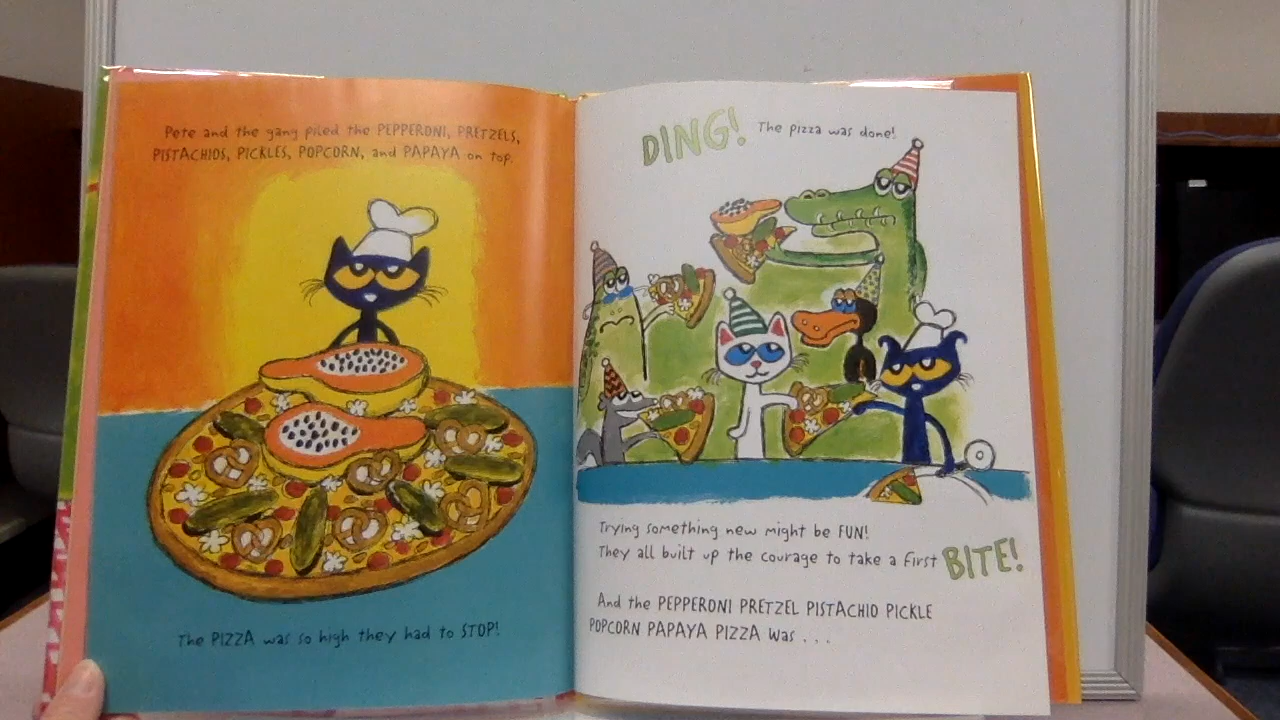 Pete and the gang piled the PEPPERONI, PRETZELS,
PISTACHIOS, PICKLES, POPCORN, and PAPAYA on top.
The PIZZA was so high they had to STOP!
DING! The pizza was done!
Trying something new might be FUN!
They all built up the courage to take a first BITE!
And the PEPPERONI PRETZEL PISTACHIO PICKLE
POPCORN PAPAYA PIZZA was . . .